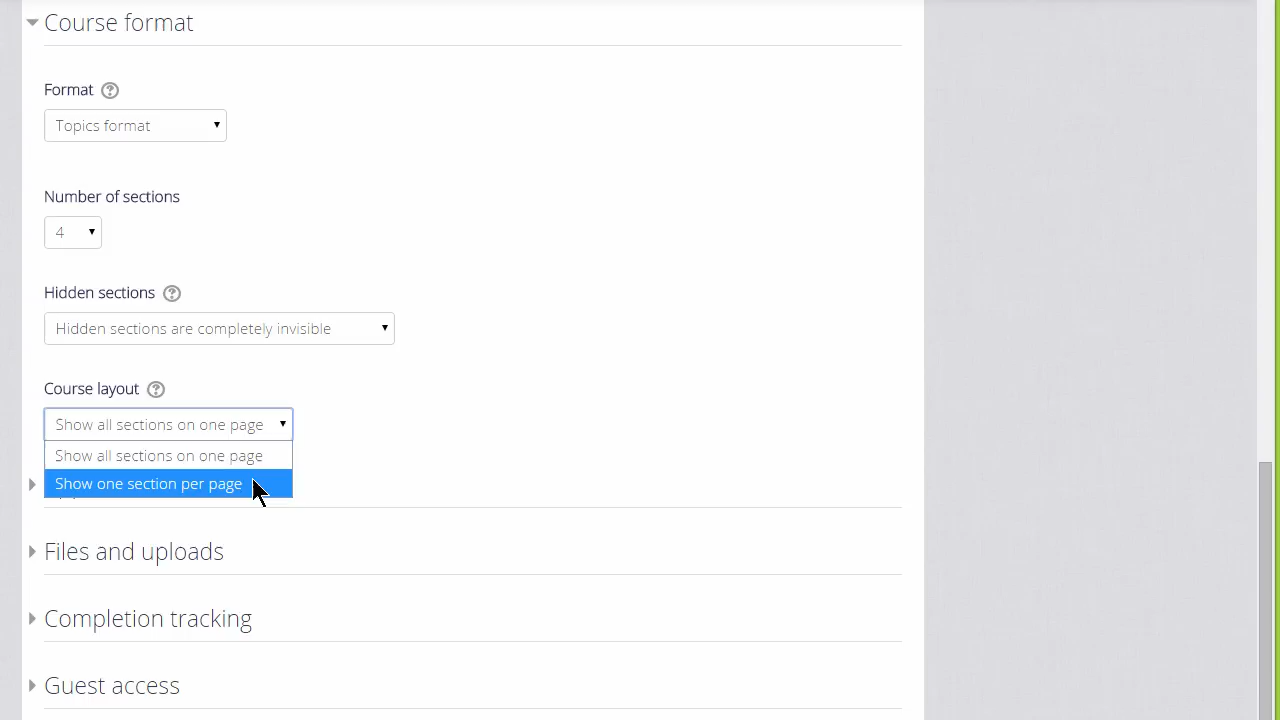 Course format
Format
Topics format
Number of sections
4
Hidden sections
Hidden sections are completely invisible
Course layout
Show all sections on one page
Show all sections on one page
Show one section per page
Files and uploads
Completion tracking
Guest access